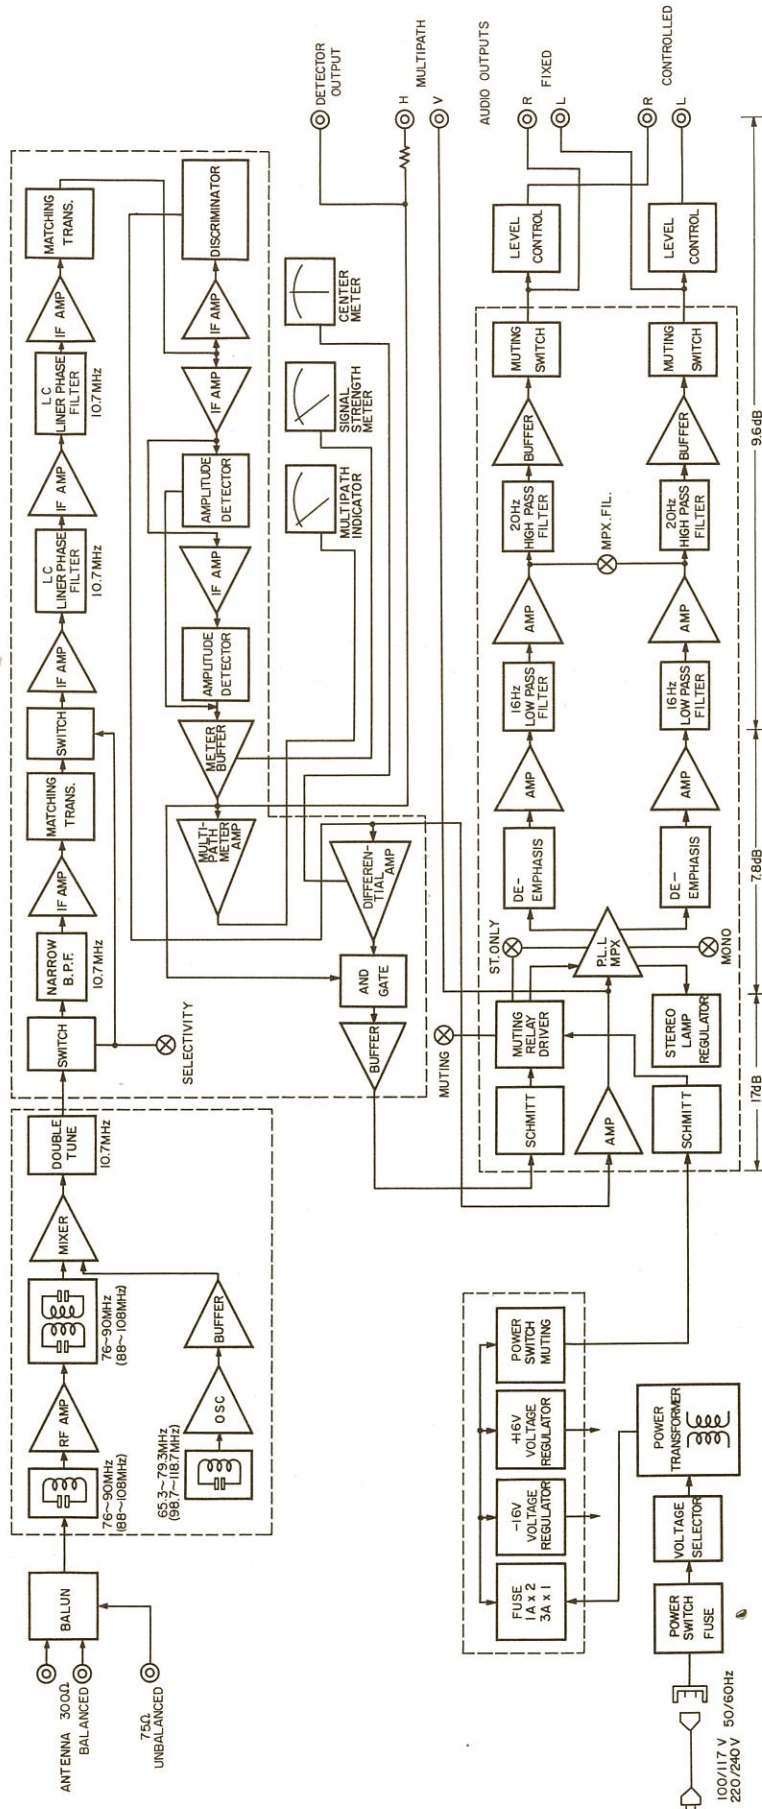 ANTENNA 300Ω
BALANCED
75Ω
UNBALANCED
BALUN
76~90MHz
(88~108MHz)
RF AMP
76~90MHz
(88~108MHz)
MIXER
DOUBLE
TUNE
10.7MHz
65.3~79.3MHz
(98.7~118.7MHz)
OSC
BUFFER
SWITCH
NARROW
B.P.F.
10.7MHz
IF AMP
MATCHING
TRANS.
SWITCH
IF AMP
LC
LINER PHASE
FILTER
10.7MHz
IF AMP
LC
LINER PHASE
FILTER
10.7MHz
IF AMP
MATCHING
TRANS.
SELECTIVITY
DISCRIMINATOR
IF AMP
IF AMP
AMPLITUDE
DETECTOR
IF AMP
AMPLITUDE
DETECTOR
METER
BUFFER
MULTI-
PATH
METER
AMP
CENTER
METER
SIGNAL
STRENGTH
METER
MULTIPATH
INDICATOR
DETECTOR
OUTPUT
H
MULTIPATH
V
DIFFEREN-
TIAL AMP
AND
GATE
BUFFER
AUDIO OUTPUTS
R
FIXED
L
R
CONTROLLED
L
MUTING
ST.ONLY
SCHMITT
MUTING
RELAY
DRIVER
AMP
P.L.L
MPX
MONO
SCHMITT
STEREO
LAMP
REGULATOR
DE-
EMPHASIS
AMP
16Hz
LOW PASS
FILTER
AMP
20Hz
HIGH PASS
FILTER
BUFFER
MUTING
SWITCH
LEVEL
CONTROL
MPX.FIL.
DE-
EMPHASIS
AMP
16Hz
LOW PASS
FILTER
AMP
20Hz
HIGH PASS
FILTER
BUFFER
MUTING
SWITCH
LEVEL
CONTROL
17dB
7.8dB
9.6dB
FUSE
1A x 2
3A x 1
-16V
VOLTAGE
REGULATOR
+16V
VOLTAGE
REGULATOR
POWER
SWITCH
MUTING
POWER
SWITCH
FUSE
VOLTAGE
SELECTOR
POWER
TRANSFORMER
100/117 V 50/60Hz
220/240V